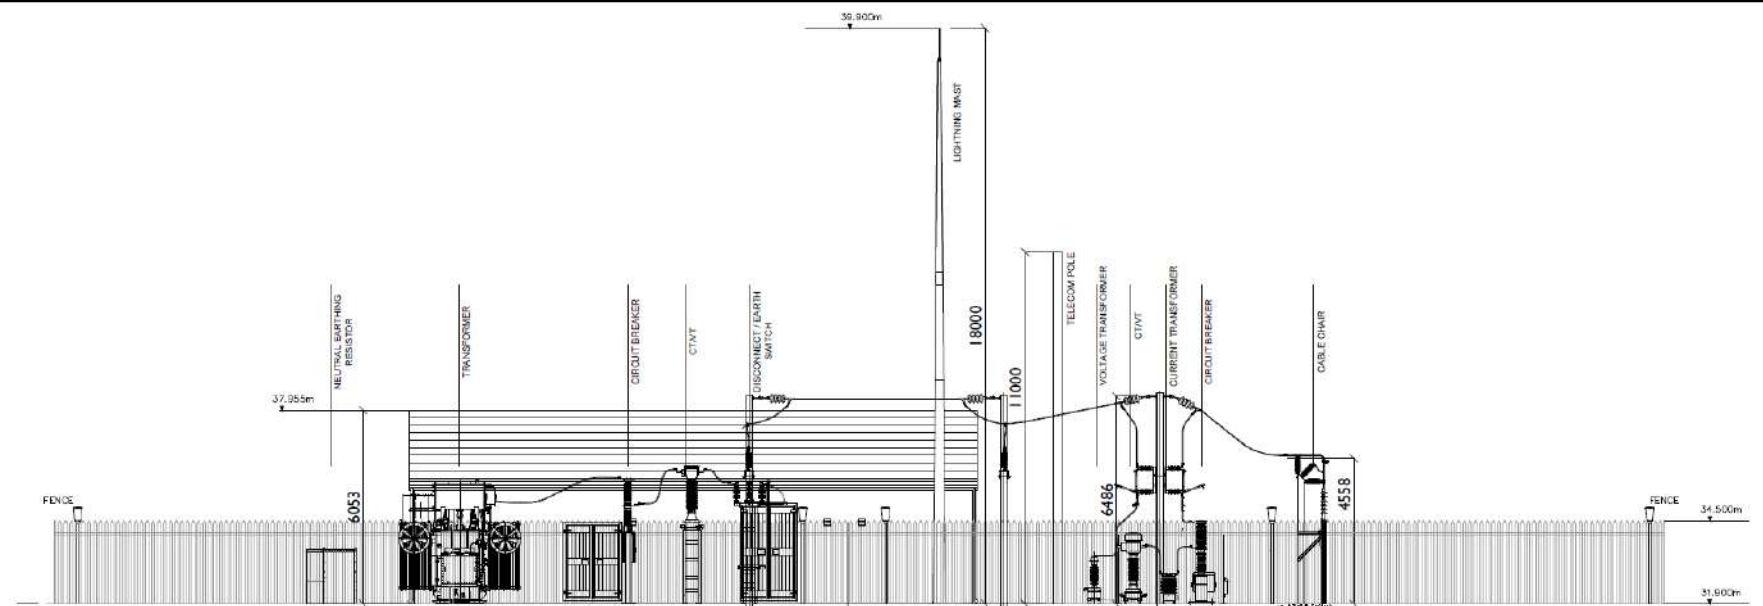 39.900m
LIGHTNING MAST
18000
TELECOM POLE
11000
NEUTRAL EARTHING
RESISTOR
TRANSFORMER
CIRCUIT BREAKER
CT/VT
DISCONNECT / EARTH
SWITCH
VOLTAGE TRANSFORMER
CT/VT
CURRENT TRANSFORMER
CIRCUIT BREAKER
CABLE CHAIR
37.955m
6053
6486
4558
FENCE
FENCE
34.500m
31.900m